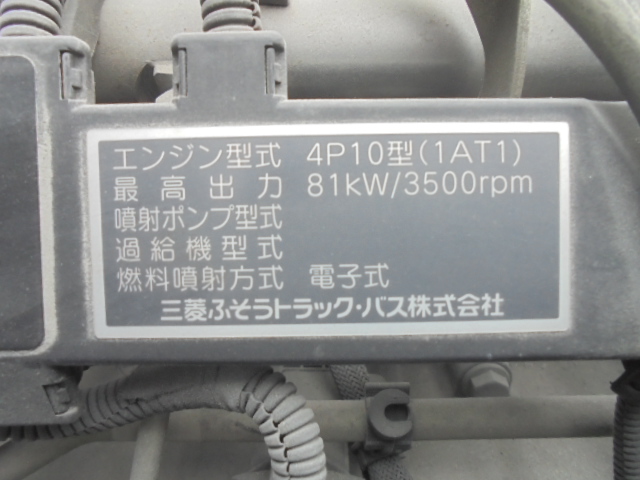 エンジン型式 4P10型(1AT1)
最高出力 81kW/3500rpm
噴射ポンプ型式
過給機型式
燃料噴射方式 電子式
三菱ふそうトラック・バス株式会社